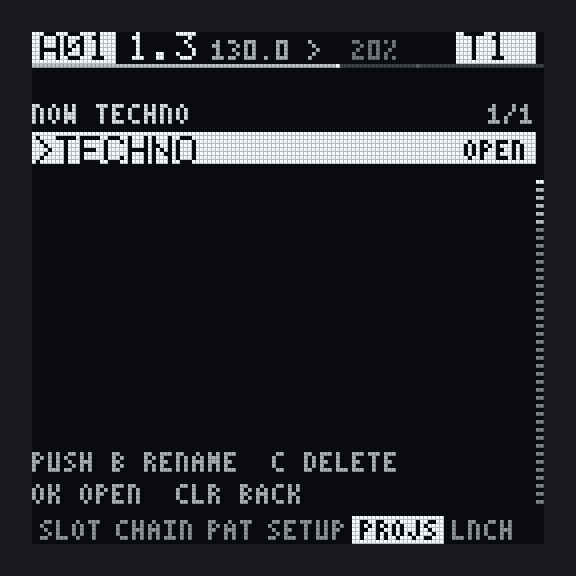 A01 1.3 130.0 > 20% T1
NOW TECHNO 1/1
>TECHNO OPEN
PUSH B RENAME C DELETE
OK OPEN CLR BACK
SLOT CHAIN PAT SETUP PROJS LNCH